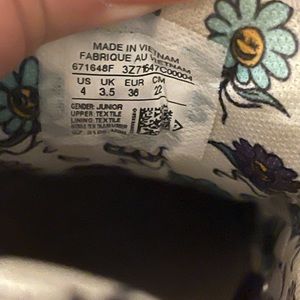 MADE IN VIETNAM
FABRIQUE AU VIETNAM
671648F 3Z71647C00004
US UK EUR CM
4 3.5 36 22
GENDER: JUNIOR
UPPER: TEXTILE
LINING: TEXTILE